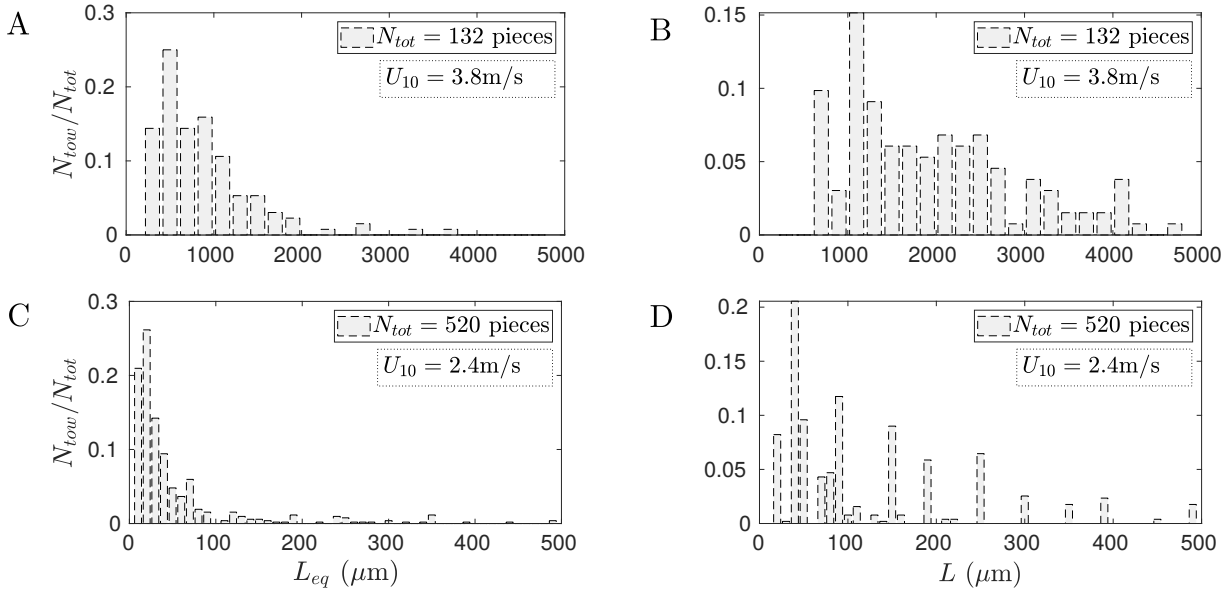 A
0.3
0.2
0.1
0
N_tow/N_tot
N_tot = 132 pieces
U_10 = 3.8m/s
0 1000 2000 3000 4000 5000
B
0.15
0.1
0.05
0
N_tot = 132 pieces
U_10 = 3.8m/s
0 1000 2000 3000 4000 5000
C
0.3
0.2
0.1
0
N_tow/N_tot
N_tot = 520 pieces
U_10 = 2.4m/s
0 100 200 300 400 500
L_eq (μm)
D
0.2
0.15
0.1
0.05
0
N_tot = 520 pieces
U_10 = 2.4m/s
0 100 200 300 400 500
L (μm)